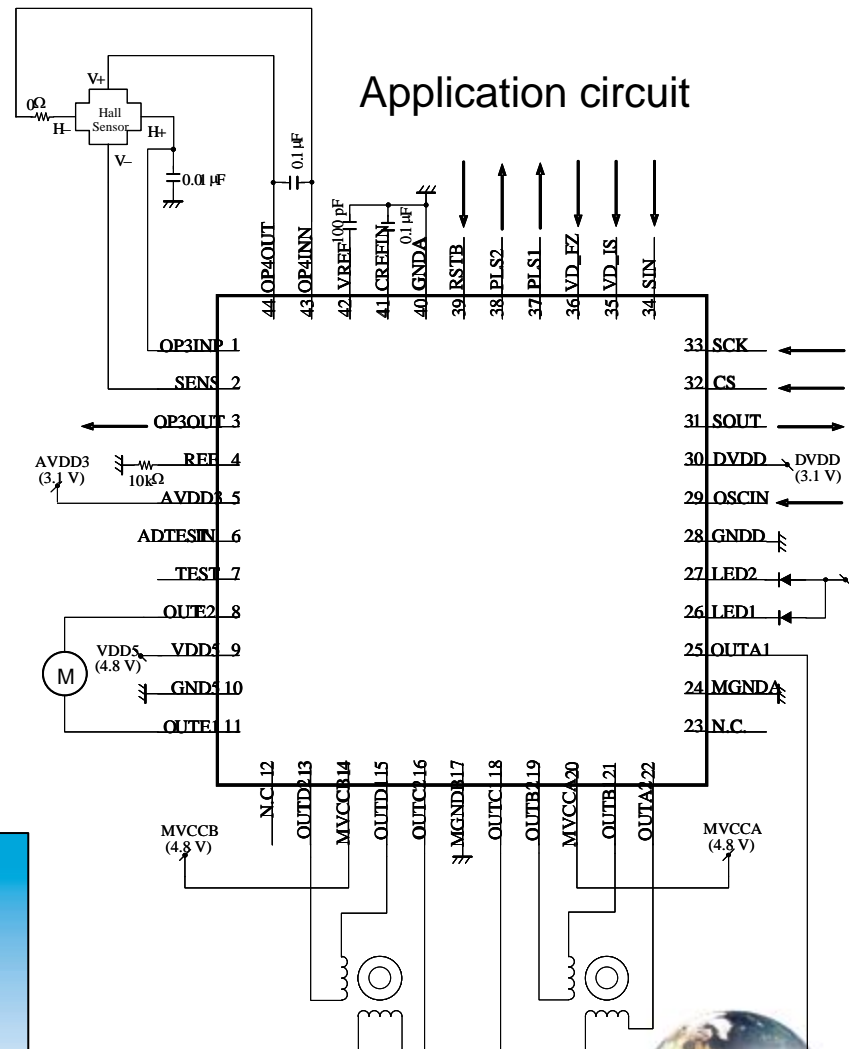 Application circuit
V+
0Ω
Hall
Sensor
H−
H+
V−
0.01 μF
0.1 μF
100 pF
0.1 μF
44 OP4OUT
43 OP4INN
42 VREF
41 CREFIN
40 GNDA
39 RSTB
38 PLS2
37 PLS1
36 VD_FZ
35 VD_IS
34 SIN
OP3INP 1
SENS 2
OP3OUT 3
REF 4
10kΩ
AVDD3
(3.1 V)
AVDD3 5
ADTESTIN 6
TEST 7
OUTE2 8
VDD5
(4.8 V)
VDD5 9
M
GND5 10
OUTE1 11
33 SCK
32 CS
31 SOUT
30 DVDD
DVDD
(3.1 V)
29 OSCIN
28 GNDD
27 LED2
26 LED1
25 OUTA1
24 MGNDA
23 N.C.
N.C. 12
OUTD2 13
MVCCB 14
OUTD1 15
OUTC2 16
MGNDB 17
OUTC1 18
OUTB2 19
MVCCA 20
OUTB1 21
OUTA2 22
MVCCB
(4.8 V)
MVCCA
(4.8 V)